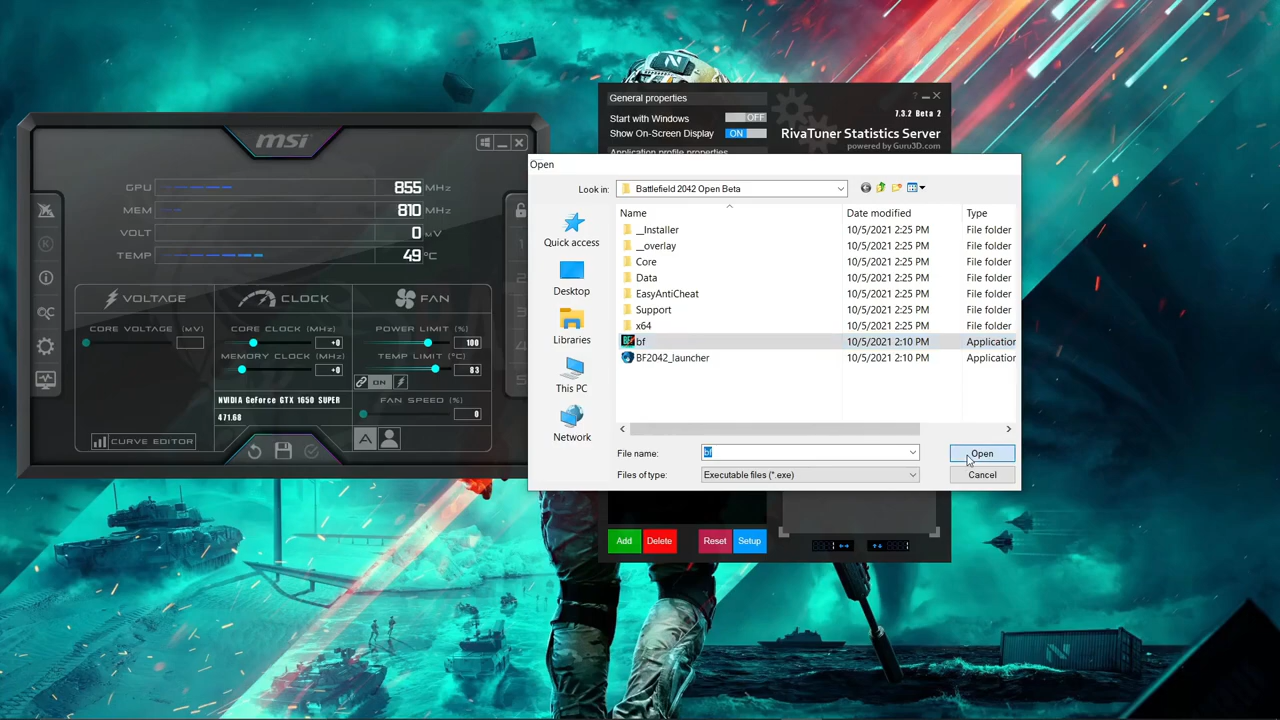 msi
GPU 855 MHz
MEM 810 MHz
VOLT 0 mV
TEMP 49 °C
VOLTAGE
CLOCK
FAN
CORE VOLTAGE (MV)
CORE CLOCK (MHz)
+0
MEMORY CLOCK (MHz)
+0
POWER LIMIT (%)
100
TEMP LIMIT (°C)
83
ON
NVIDIA GeForce GTX 1650 SUPER
471.68
FAN SPEED (%)
0
CURVE EDITOR
A
General properties
Start with Windows OFF
Show On-Screen Display ON
Application profile properties
? 
7.3.2 Beta 2
RivaTuner Statistics Server
powered by Guru3D.com
Open
Look in: Battlefield 2042 Open Beta
Quick access
Desktop
Libraries
This PC
Network
Name Date modified Type
__Installer 10/5/2021 2:25 PM File folder
__overlay 10/5/2021 2:25 PM File folder
Core 10/5/2021 2:25 PM File folder
Data 10/5/2021 2:25 PM File folder
EasyAntiCheat 10/5/2021 2:25 PM File folder
Support 10/5/2021 2:25 PM File folder
x64 10/5/2021 2:25 PM File folder
bf 10/5/2021 2:10 PM Application
BF2042_launcher 10/5/2021 2:10 PM Application
File name: bf
Open
Files of type: Executable files (*.exe)
Cancel
Add
Delete
Reset
Setup